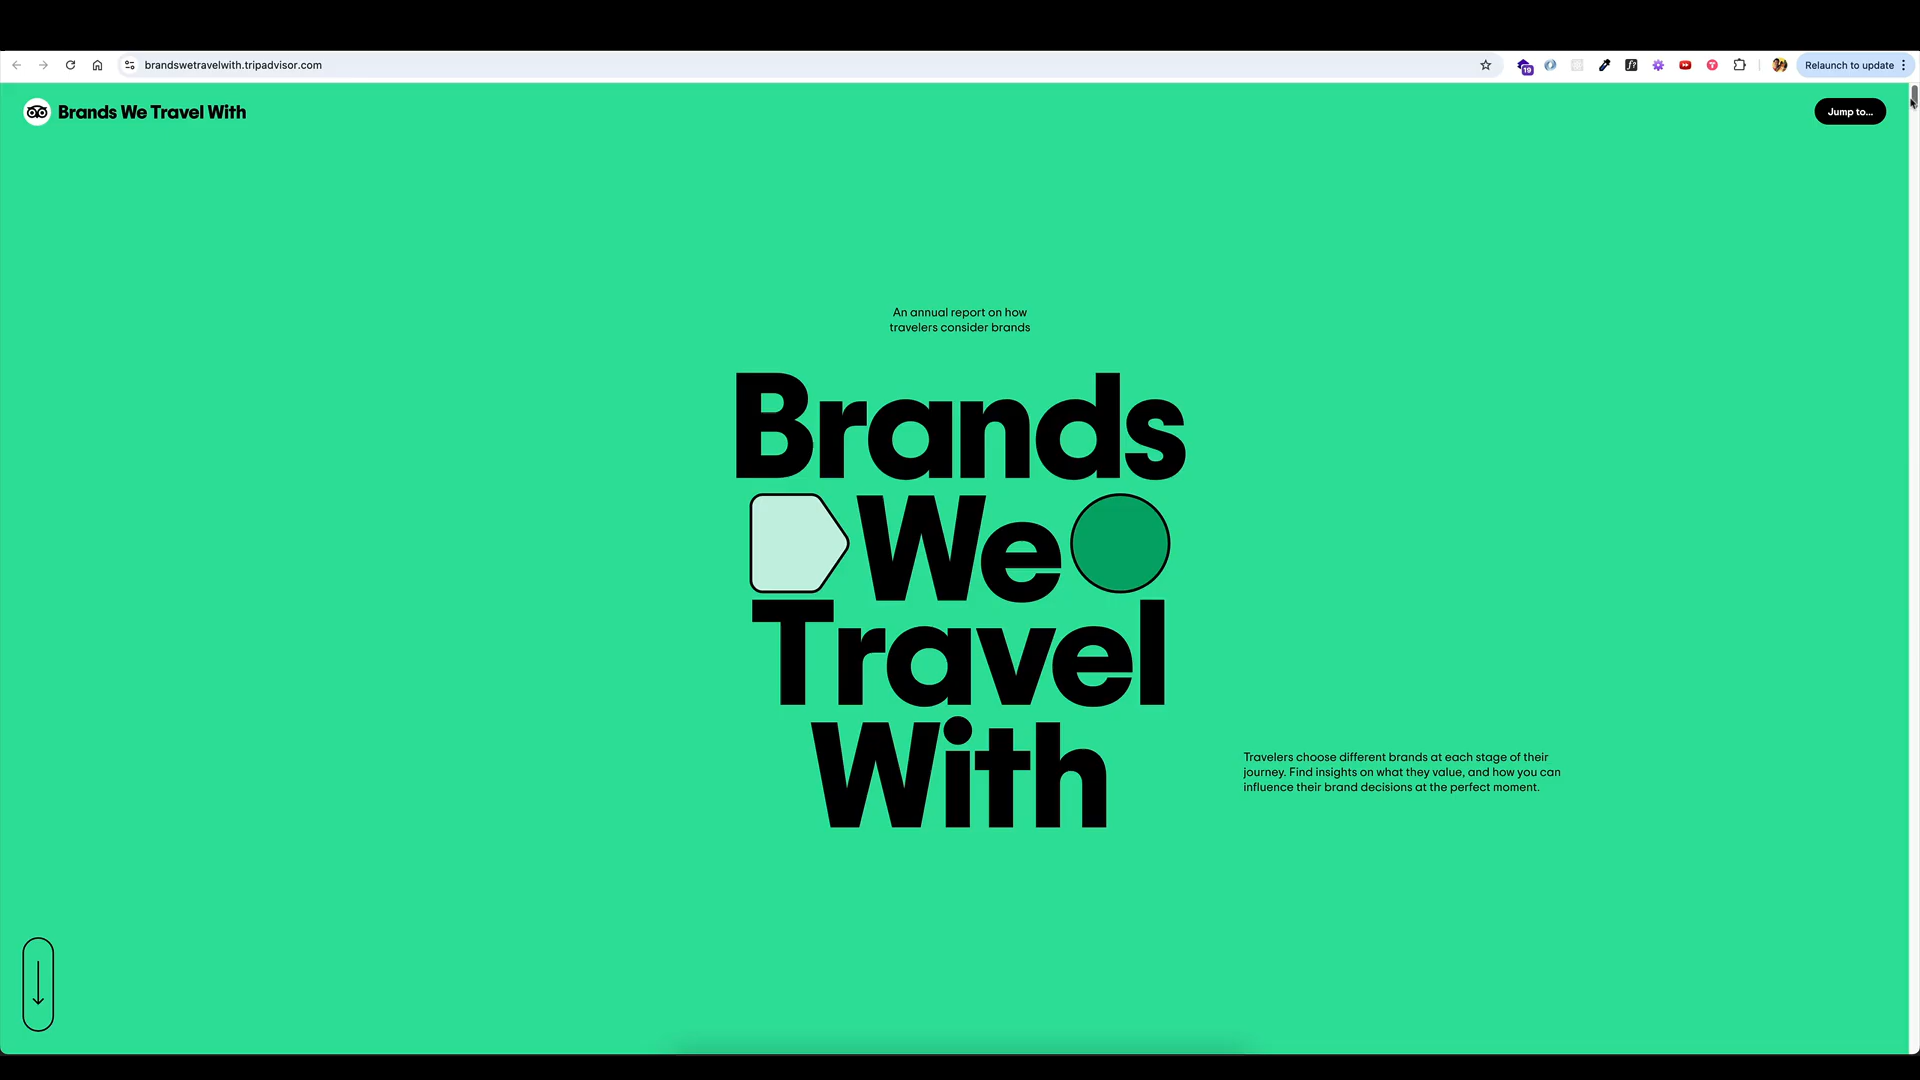 brandswetravelwith.tripadvisor.com
19
f?
T
Relaunch to update
Brands We Travel With
Jump to...
An annual report on how
travelers consider brands
Brands
We
Travel
With
Travelers choose different brands at each stage of their
journey. Find insights on what they value, and how you can
influence their brand decisions at the perfect moment.